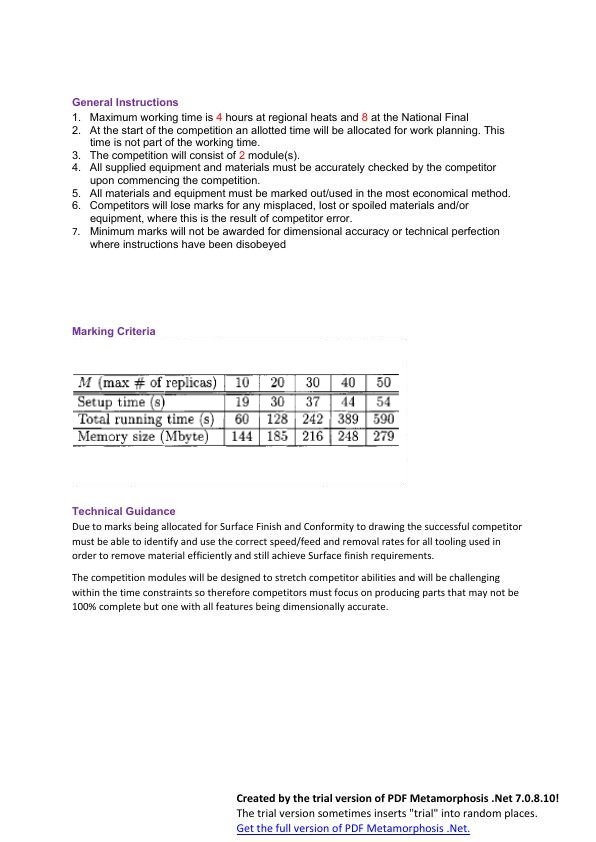 General Instructions
1. Maximum working time is 4 hours at regional heats and 8 at the National Final
2. At the start of the competition an allotted time will be allocated for work planning. This
time is not part of the working time.
3. The competition will consist of 2 module(s).
4. All supplied equipment and materials must be accurately checked by the competitor
upon commencing the competition.
5. All materials and equipment must be marked out/used in the most economical method.
6. Competitors will lose marks for any misplaced, lost or spoiled materials and/or
equipment, where this is the result of competitor error.
7. Minimum marks will not be awarded for dimensional accuracy or technical perfection
where instructions have been disobeyed
Marking Criteria
M (max # of replicas) 10 20 30 40 50
Setup time (s) 19 30 37 44 54
Total running time (s) 60 128 242 389 590
Memory size (Mbyte) 144 185 216 248 279
Technical Guidance
Due to marks being allocated for Surface Finish and Conformity to drawing the successful competitor
must be able to identify and use the correct speed/feed and removal rates for all tooling used in
order to remove material efficiently and still achieve Surface finish requirements.
The competition modules will be designed to stretch competitor abilities and will be challenging
within the time constraints so therefore competitors must focus on producing parts that may not be
100% complete but one with all features being dimensionally accurate.
Created by the trial version of PDF Metamorphosis .Net 7.0.8.10!
The trial version sometimes inserts "trial" into random places.
Get the full version of PDF Metamorphosis .Net.